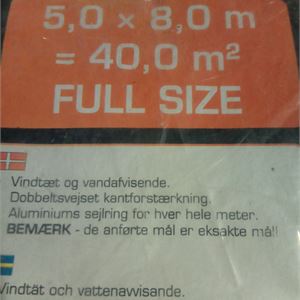 5,0 x 8,0 m
= 40,0 m²
FULL SIZE
Vindtæt og vandafvisende.
Dobbeltsvejset kantforstærkning.
Aluminiums sejlring for hver hele meter.
BEMÆRK - de anførte mål er eksakte mål!
Vindtät och vattenavvisande.